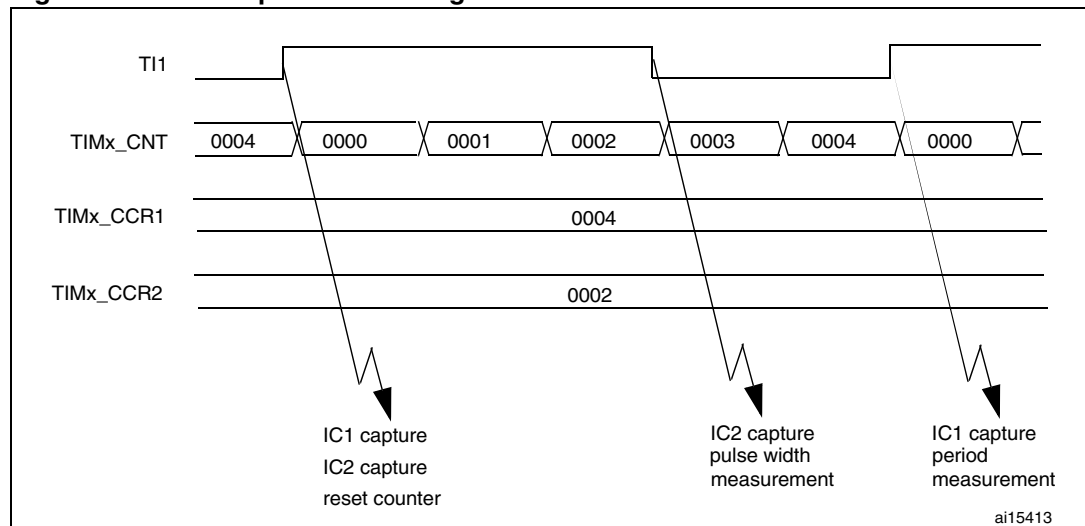 TI1
TIMx_CNT 0004 0000 0001 0002 0003 0004 0000
TIMx_CCR1 0004
TIMx_CCR2 0002
IC1 capture
IC2 capture
reset counter
IC2 capture
pulse width
measurement
IC1 capture
period
measurement
ai15413